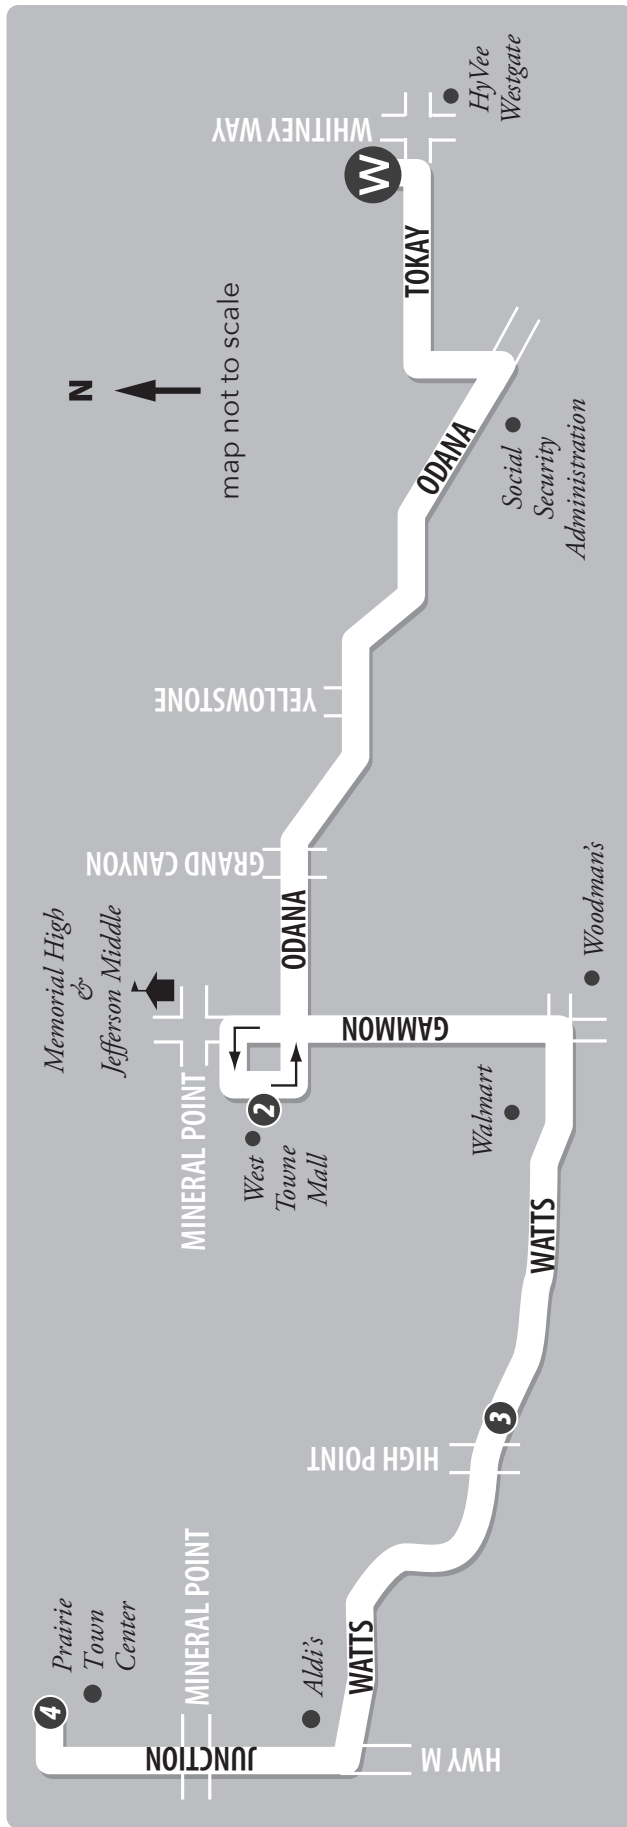 4
Prairie
Town
Center
MINERAL POINT
JUNCTION
Aldi's
WATTS
HWY M
HIGH POINT
3
WATTS
Memorial High
&
Jefferson Middle
MINERAL POINT
2
West
Towne
Mall
GAMMON
Walmart
Woodman's
ODANA
GRAND CANYON
YELLOWSTONE
N
map not to scale
ODANA
Social
Security
Administration
TOKAY
W
WHITNEY WAY
HyVee
Westgate